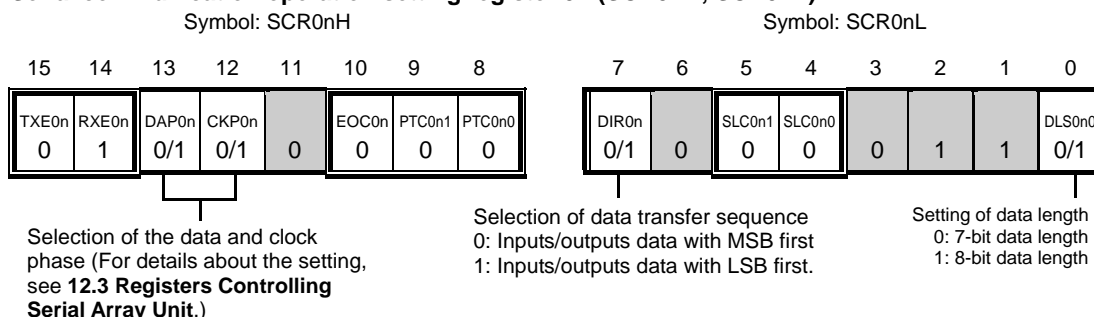 Symbol: SCR0nH
Symbol: SCR0nL
15 14 13 12 11 10 9 8
7 6 5 4 3 2 1 0
TXE0n RXE0n DAP0n CKP0n EOC0n PTC0n1 PTC0n0
DIR0n SLC0n1 SLC0n0 DLS0n0
0 1 0/1 0/1 0 0 0 0
0/1 0 0 0 0 1 1 0/1
Selection of the data and clock
phase (For details about the setting,
see 12.3 Registers Controlling
Serial Array Unit.)
Selection of data transfer sequence
0: Inputs/outputs data with MSB first
1: Inputs/outputs data with LSB first.
Setting of data length
0: 7-bit data length
1: 8-bit data length